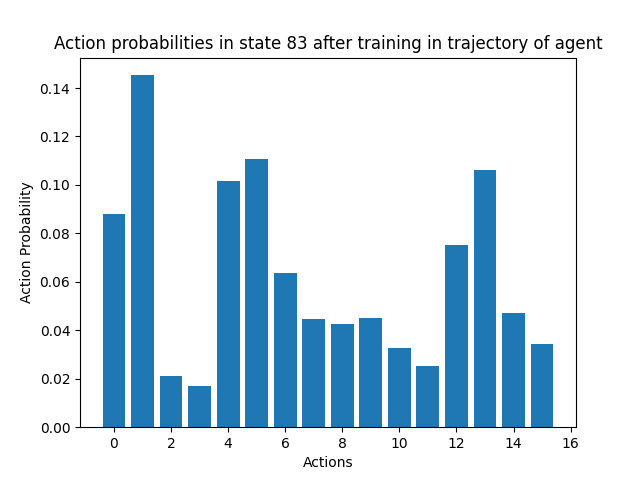 Action probabilities in state 83 after training in trajectory of agent
0.14
0.12
0.10
0.08
0.06
0.04
0.02
0.00
Action Probability
0 2 4 6 8 10 12 14 16
Actions